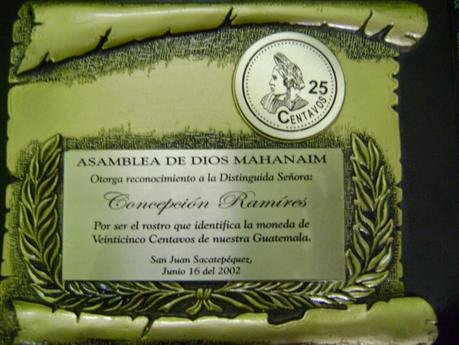 25
CENTAVOS
ASAMBLEA DE DIOS MAHANAIM
Otorga reconocimiento a la Distinguida Señora:
Concepción Ramíres
Por ser el rostro que identifica la moneda de
Veinticinco Centavos de nuestra Guatemala.
San Juan Sacatepéquez,
Junio 16 del 2002